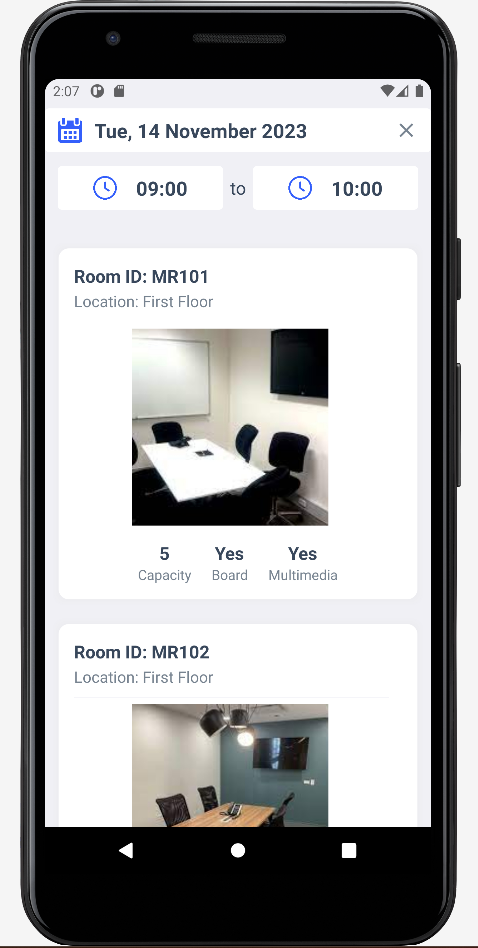 2:07
Tue, 14 November 2023
09:00 to 10:00
Room ID: MR101
Location: First Floor
5 Yes Yes
Capacity Board Multimedia
Room ID: MR102
Location: First Floor